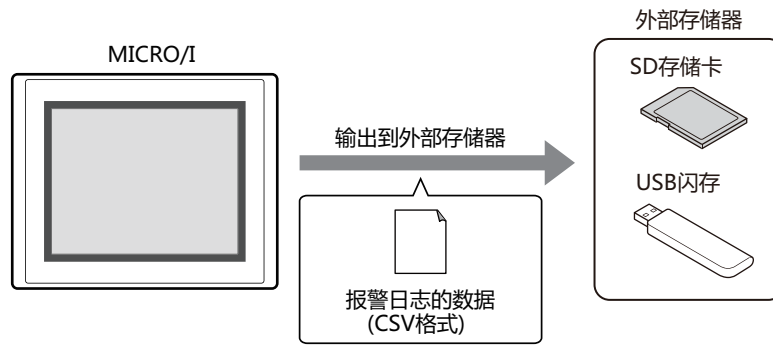 外部存储器
MICRO/I
SD存储卡
输出到外部存储器
USB闪存
报警日志的数据
(CSV格式)